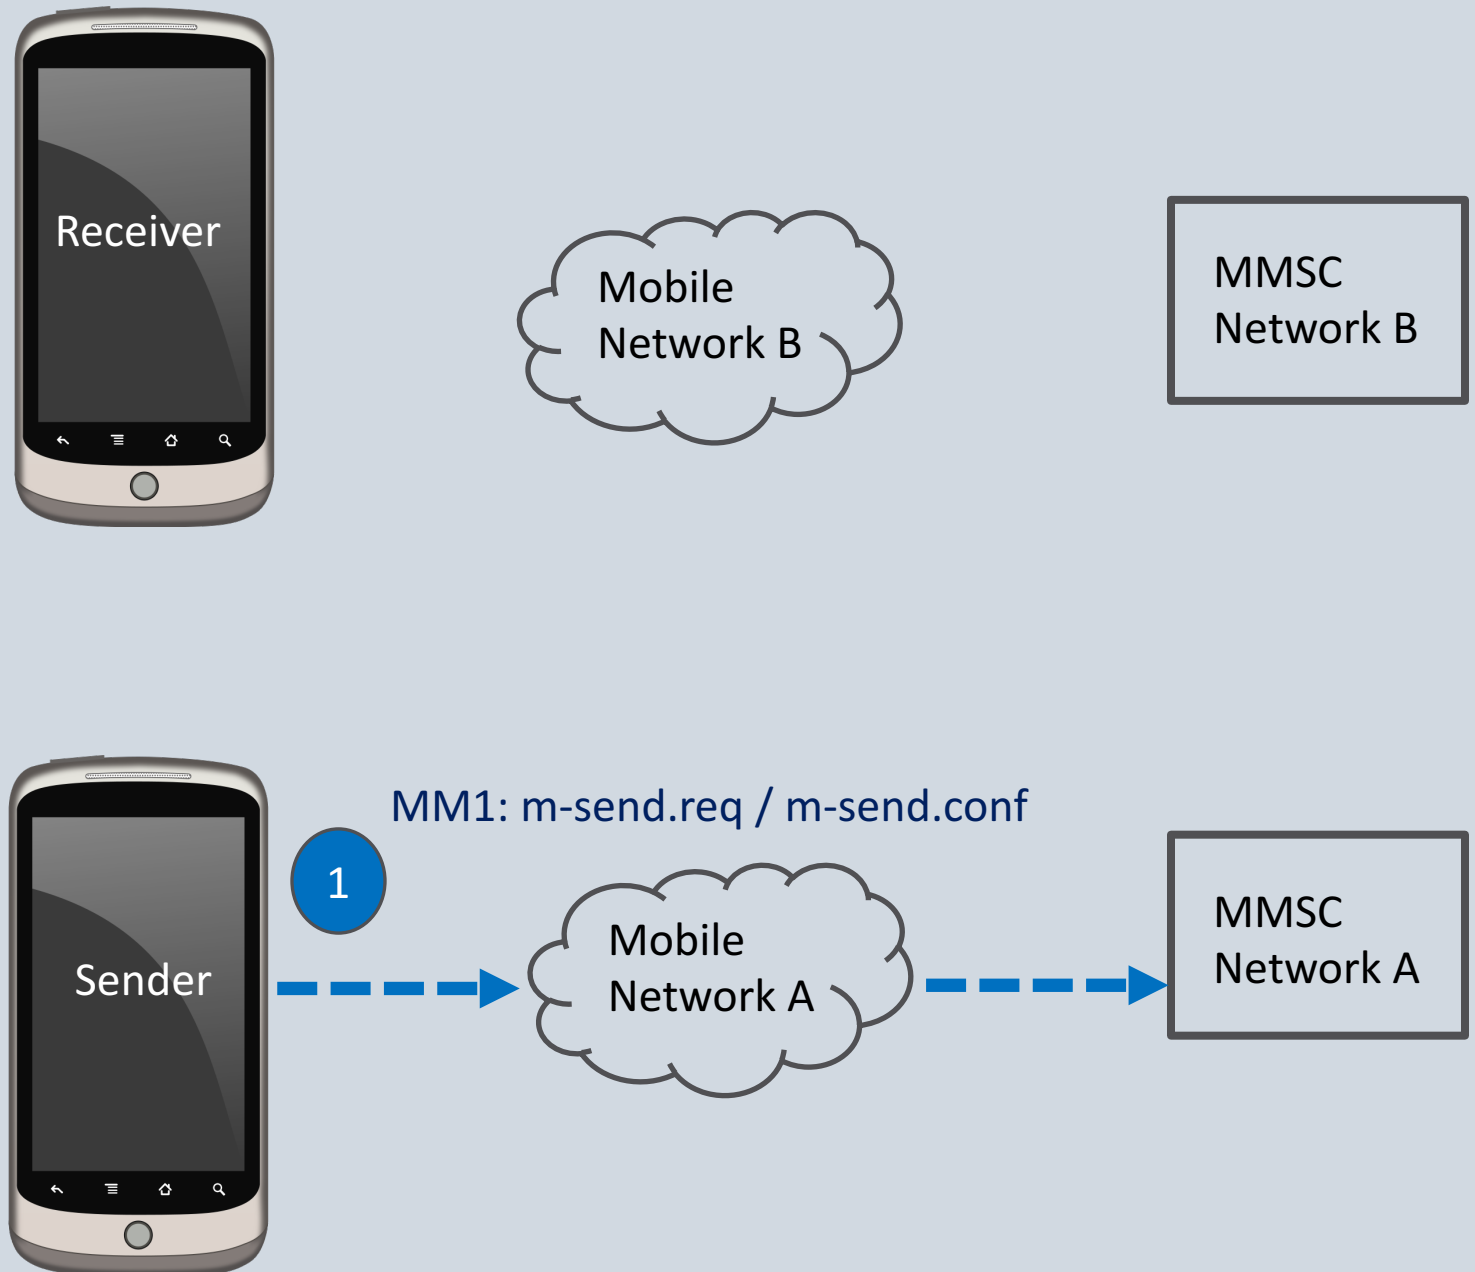 Receiver
Mobile
Network B
MMSC
Network B
MM1: m-send.req / m-send.conf
1
Sender
Mobile
Network A
MMSC
Network A